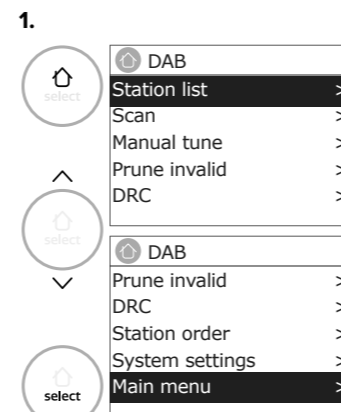 1.
select
DAB
Station list >
Scan >
Manual tune >
Prune invalid >
DRC >
select
DAB
Prune invalid >
DRC >
Station order >
System settings >
Main menu >
select